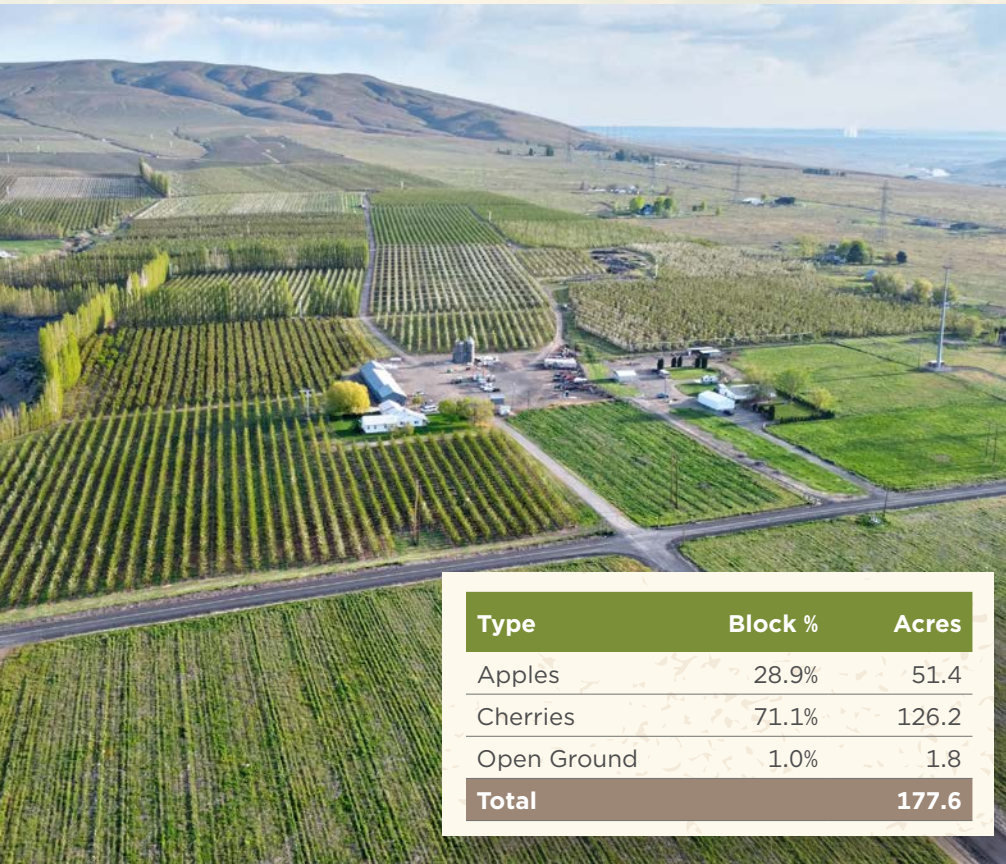 Type Block % Acres
Apples 28.9% 51.4
Cherries 71.1% 126.2
Open Ground 1.0% 1.8
Total 177.6